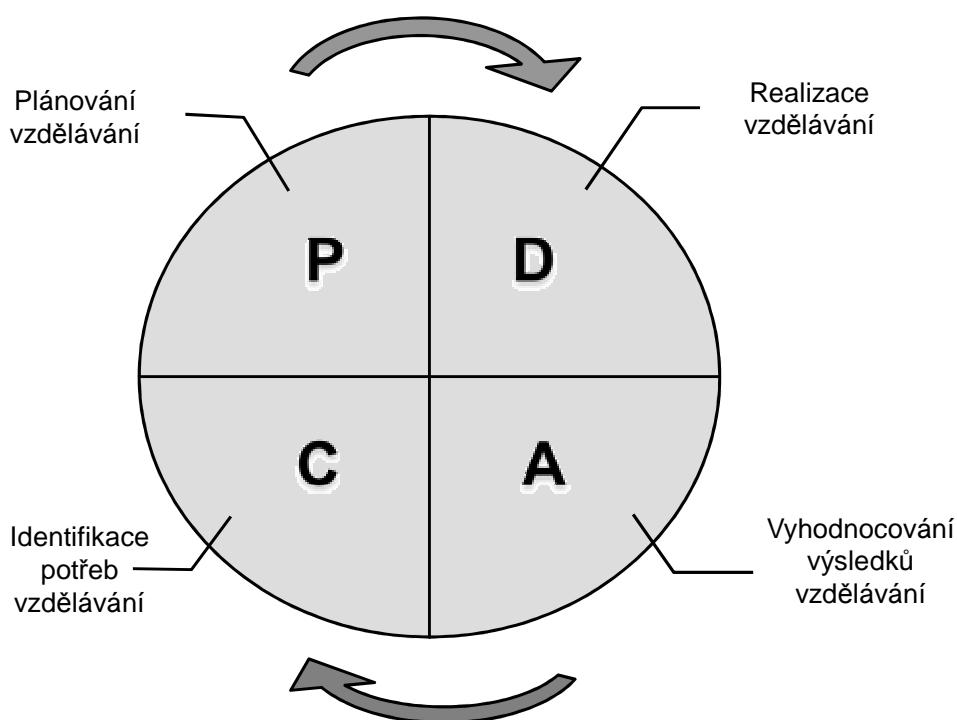 Plánování
vzdělávání
Realizace
vzdělávání
P
D
C
A
Identifikace
potřeb
vzdělávání
Vyhodnocování
výsledků
vzdělávání